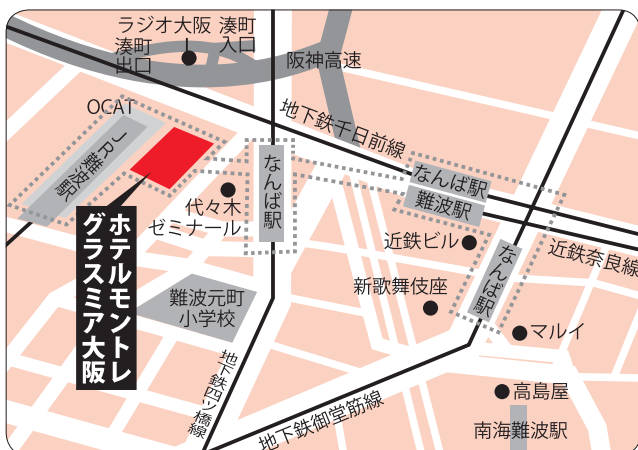 ラジオ大阪
湊町
入口
湊町
出口
阪神高速
OCAT
地下鉄千日前線
JR難波駅
なんば駅
なんば駅
難波駅
代々木
ゼミナール
近鉄ビル
近鉄奈良線
なんば駅
ホテルモントレ
グラスミア大阪
難波元町
小学校
新歌舞伎座
マルイ
地下鉄四ツ橋線
地下鉄御堂筋線
高島屋
南海難波駅